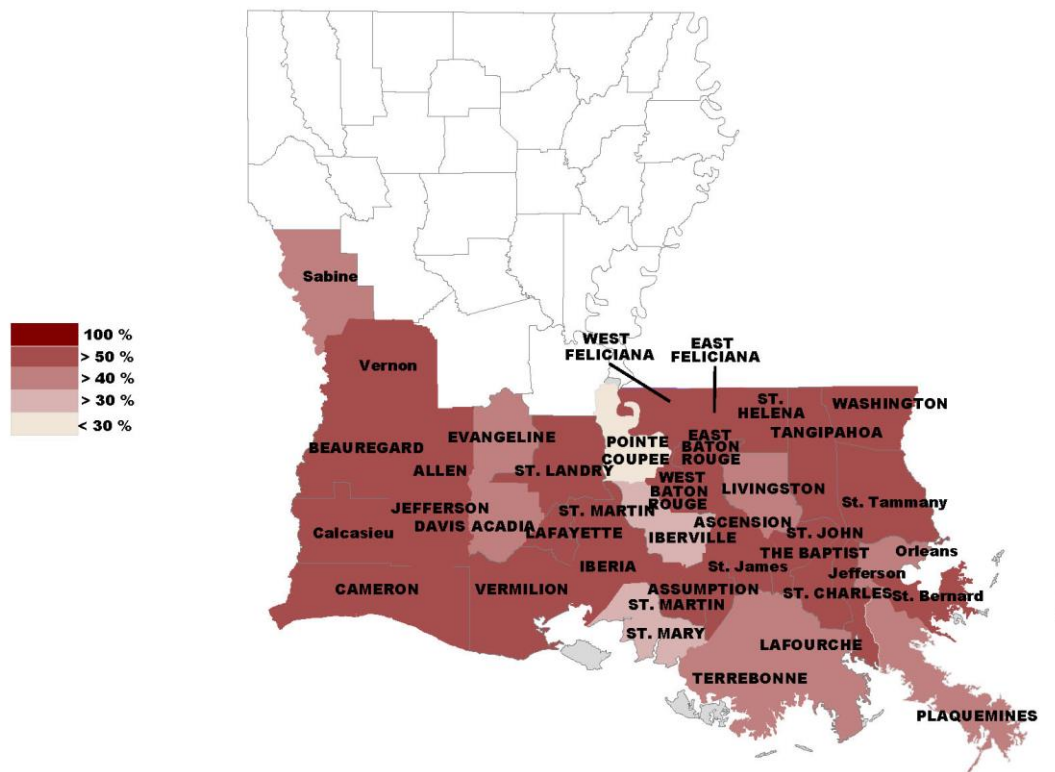 Sabine
100 %
> 50 %
> 40 %
> 30 %
< 30 %
WEST
FELICIANA
EAST
FELICIANA
Vernon
ST.
HELENA
WASHINGTON
TANGIPAHOA
BEAUREGARD
EVANGELINE
ALLEN
ST. LANDRY
POINTE
COUPEE
EAST
BATON
ROUGE
WEST
BATON
ROUGE
LIVINGSTON
St. Tammany
Calcasieu
JEFFERSON
DAVIS
ACADIA
LAFAYETTE
ST. MARTIN
IBERVILLE
ASCENSION
ST. JOHN
THE BAPTIST
Orleans
CAMERON
VERMILION
IBERIA
St. James
Jefferson
ASSUMPTION
ST. CHARLES
St. Bernard
ST. MARTIN
ST. MARY
LAFOURCHE
TERREBONNE
PLAQUEMINES